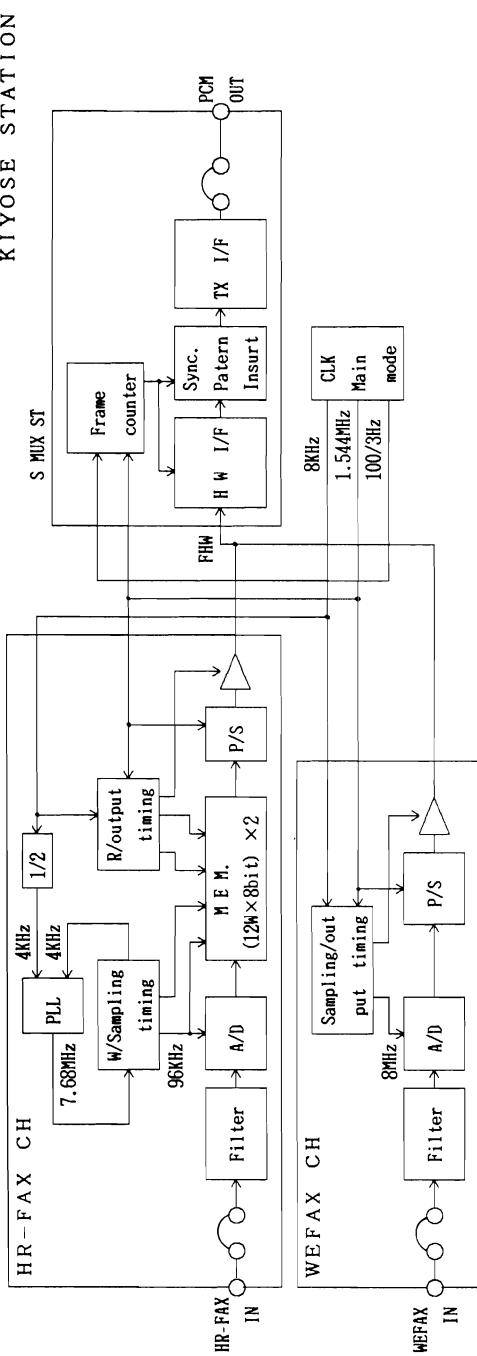 KIYOSE STATION
HR-FAX CH
HR-FAX
IN
Filter
A/D
96KHz
W/Sampling
timing
7.68MHz
PLL
4KHz
4KHz
1/2
R/output
timing
M E M.
(12W×8bit) ×2
P/S
FHW
S MUX ST
Frame
counter
H W I/F
Sync.
Patern
Insurt
TX I/F
PCM
OUT
8KHz
1.544MHz
100/3Hz
CLK
Main
mode
WEFAX CH
WEFAX
IN
Filter
A/D
8MHz
Sampling/out
put timing
P/S